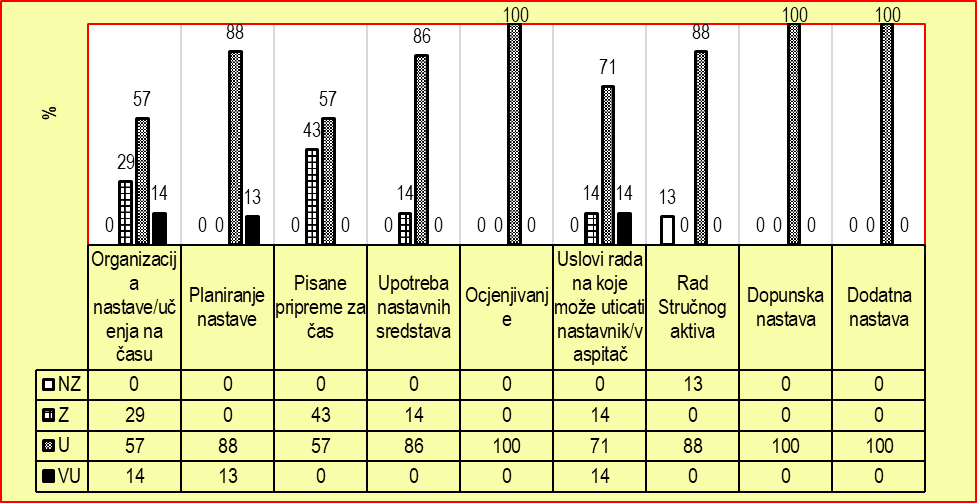 100 100 100
88 86 88
71
57 57
43
29
14 13 14 14 14 13
0 0 0 0 0 0 0 0 0 0 0 0 0 0 0 0 0 0 0 0 0
%
Organizacij
a
nastave/uč
enja na
času
Planiranje
nastave
Pisane
pripreme za
čas
Upotreba
nastavnih
sredstava
Ocjenjivanj
e
Uslovi rada
na koje
može uticati
nastavnik/v
aspitač
Rad
Stručnog
aktiva
Dopunska
nastava
Dodatna
nastava
NZ 0 0 0 0 0 0 13 0 0
Z 29 0 43 14 0 14 0 0 0
U 57 88 57 86 100 71 88 100 100
VU 14 13 0 0 0 14 0 0 0